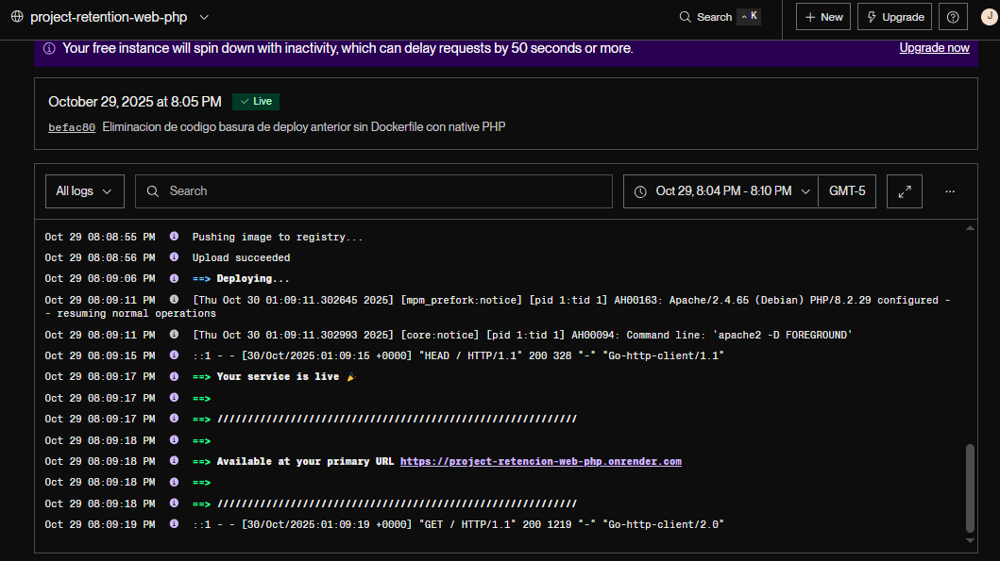 project-retention-web-php
Search
K
New
Upgrade
J
Your free instance will spin down with inactivity, which can delay requests by 50 seconds or more.
Upgrade now
October 29, 2025 at 8:05 PM
Live
befac80 Eliminacion de codigo basura de deploy anterior sin Dockerfile con native PHP
All logs
Search
Oct 29, 8:04 PM - 8:10 PM
GMT-5
Oct 29 08:08:55 PM Pushing image to registry...
Oct 29 08:08:56 PM Upload succeeded
Oct 29 08:09:06 PM ==> Deploying...
Oct 29 08:09:11 PM [Thu Oct 30 01:09:11.302645 2025] [mpm_prefork:notice] [pid 1:tid 1] AH00163: Apache/2.4.65 (Debian) PHP/8.2.29 configured -
- resuming normal operations
Oct 29 08:09:11 PM [Thu Oct 30 01:09:11.302993 2025] [core:notice] [pid 1:tid 1] AH00094: Command line: 'apache2 -D FOREGROUND'
Oct 29 08:09:15 PM ::1 - - [30/Oct/2025:01:09:15 +0000] "HEAD / HTTP/1.1" 200 328 "-" "Go-http-client/1.1"
Oct 29 08:09:17 PM ==> Your service is live 🎉
Oct 29 08:09:17 PM ==>
Oct 29 08:09:17 PM ==> ///////////////////////////////////////////////////////////
Oct 29 08:09:18 PM ==>
Oct 29 08:09:18 PM ==> Available at your primary URL https://project-retencion-web-php.onrender.com
Oct 29 08:09:18 PM ==>
Oct 29 08:09:18 PM ==> ///////////////////////////////////////////////////////////
Oct 29 08:09:19 PM ::1 - - [30/Oct/2025:01:09:19 +0000] "GET / HTTP/1.1" 200 1219 "-" "Go-http-client/2.0"